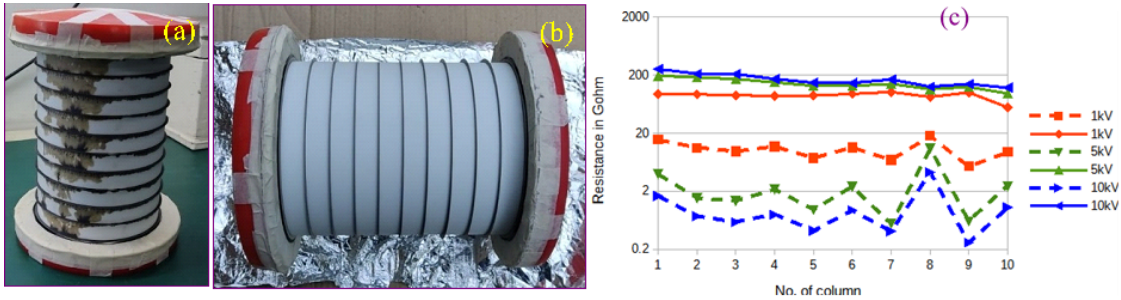 (a)
(b)
(c)
Resistance in Gohm
2000
200
20
2
0.2
1 2 3 4 5 6 7 8 9 10
No. of column
1kV
1kV
5kV
5kV
10kV
10kV